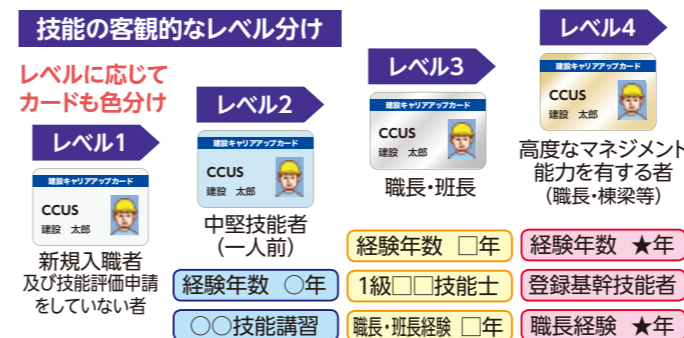 技能の客観的なレベル分け
レベルに応じて
カードも色分け
レベル1
建設キャリアアップカード
CCUS
建設 太郎
新規入職者
及び技能評価申請
をしていない者
レベル2
建設キャリアアップカード
CCUS
建設 太郎
中堅技能者
(一人前)
経験年数 ○年
○○技能講習
レベル3
建設キャリアアップカード
CCUS
建設 太郎
職長・班長
経験年数 □年
1級□□技能士
職長・班長経験 □年
レベル4
建設キャリアアップカード
CCUS
建設 太郎
高度なマネジメント
能力を有する者
(職長・棟梁等)
経験年数 ★年
登録基幹技能者
職長経験 ★年